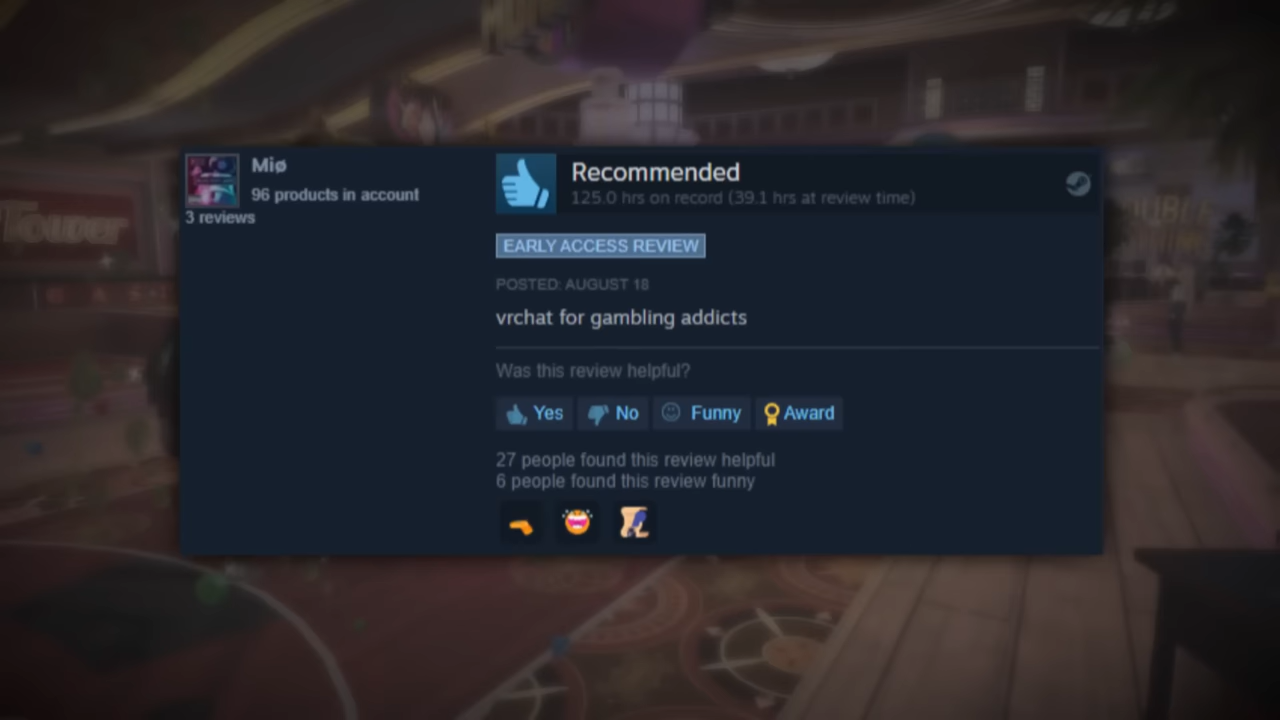 Miø
96 products in account
3 reviews
Recommended
125.0 hrs on record (39.1 hrs at review time)
EARLY ACCESS REVIEW
POSTED: AUGUST 18
vrchat for gambling addicts
Was this review helpful?
Yes
No
Funny
Award
27 people found this review helpful
6 people found this review funny
Tower